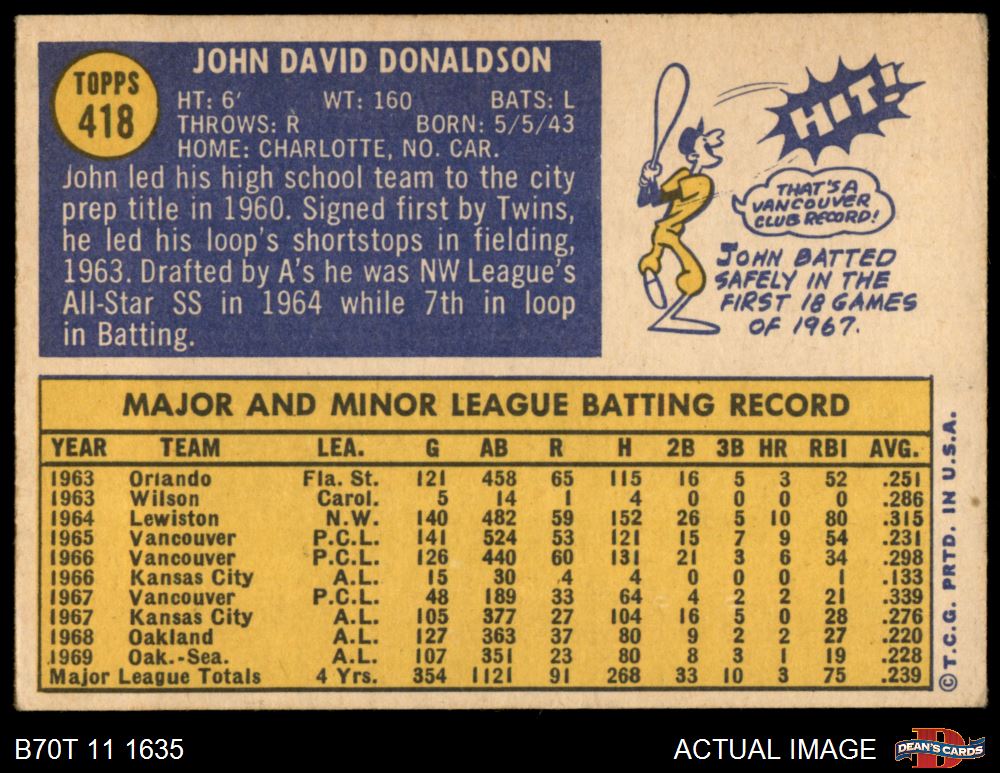 TOPPS
418
JOHN DAVID DONALDSON
HT: 6' WT: 160 BATS: L
THROWS: R BORN: 5/5/43
HOME: CHARLOTTE, NO. CAR.
John led his high school team to the city
prep title in 1960. Signed first by Twins,
he led his loop's shortstops in fielding,
1963. Drafted by A's he was NW League's
All-Star SS in 1964 while 7th in loop
in Batting.
HIT!
THAT'S A
VANCOUVER
CLUB RECORD!
JOHN BATTED
SAFELY IN THE
FIRST 18 GAMES
OF 1967.
MAJOR AND MINOR LEAGUE BATTING RECORD
YEAR TEAM LEA. G AB R H 2B 3B HR RBI AVG.
1963 Orlando Fla. St. 121 458 65 115 16 5 3 52 .251
1963 Wilson Carol. 5 14 1 4 0 0 0 0 .286
1964 Lewiston N.W. 140 482 59 152 26 5 10 80 .315
1965 Vancouver P.C.L. 141 524 53 121 15 7 9 54 .231
1966 Vancouver P.C.L. 126 440 60 131 21 3 6 34 .298
1966 Kansas City A.L. 15 30 4 4 0 0 0 1 .133
1967 Vancouver P.C.L. 48 189 33 64 4 2 2 21 .339
1967 Kansas City A.L. 105 377 27 104 16 5 0 28 .276
1968 Oakland A.L. 127 363 37 80 9 2 2 27 .220
1969 Oak.-Sea. A.L. 107 351 23 80 8 3 1 19 .228
Major League Totals 4 Yrs. 354 1121 91 268 33 10 3 75 .239
© T.C.G. PRTD. IN U.S.A.
B70T 11 1635
ACTUAL IMAGE
D
DEAN'S CARDS